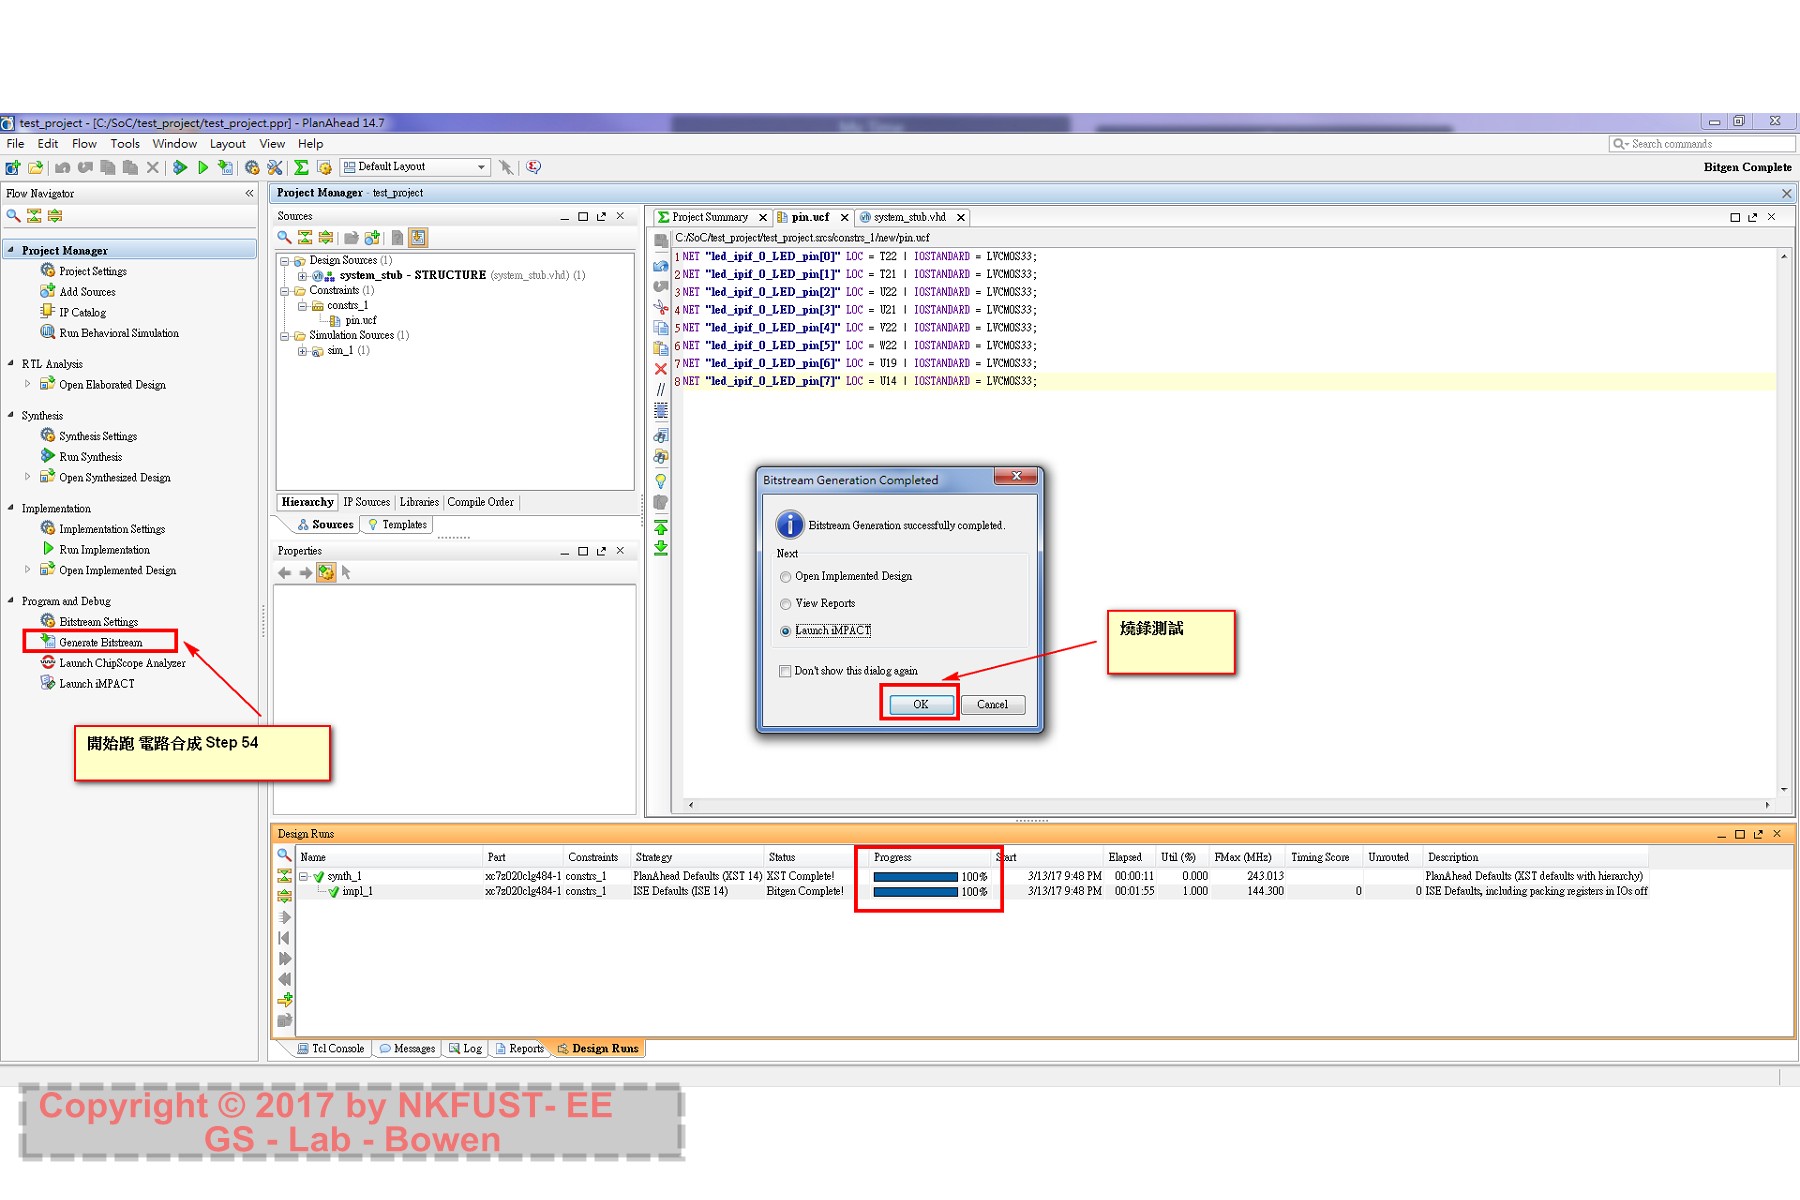 test_project - [C:/SoC/test_project/test_project.ppr] - PlanAhead 14.7
File Edit Flow Tools Window Layout View Help
Search commands
Default Layout
Bitgen Complete
Flow Navigator
Project Manager
Project Settings
Add Sources
IP Catalog
Run Behavioral Simulation
RTL Analysis
Open Elaborated Design
Synthesis
Synthesis Settings
Run Synthesis
Open Synthesized Design
Implementation
Implementation Settings
Run Implementation
Open Implemented Design
Program and Debug
Bitstream Settings
Generate Bitstream
Launch ChipScope Analyzer
Launch iMPACT
開始跑 電路合成 Step 54
Project Manager - test_project
Sources
Design Sources (1)
system_stub - STRUCTURE (system_stub.vhd) (1)
Constraints (1)
constrs_1
pin.ucf
Simulation Sources (1)
sim_1 (1)
Hierarchy IP Sources Libraries Compile Order
Sources Templates
Properties
Project Summary pin.ucf system_stub.vhd
C:/SoC/test_project/test_project.srcs/constrs_1/new/pin.ucf
1 NET "led_ipif_0_LED_pin[0]" LOC = T22 | IOSTANDARD = LVCMOS33;
2 NET "led_ipif_0_LED_pin[1]" LOC = T21 | IOSTANDARD = LVCMOS33;
3 NET "led_ipif_0_LED_pin[2]" LOC = U22 | IOSTANDARD = LVCMOS33;
4 NET "led_ipif_0_LED_pin[3]" LOC = U21 | IOSTANDARD = LVCMOS33;
5 NET "led_ipif_0_LED_pin[4]" LOC = V22 | IOSTANDARD = LVCMOS33;
6 NET "led_ipif_0_LED_pin[5]" LOC = W22 | IOSTANDARD = LVCMOS33;
7 NET "led_ipif_0_LED_pin[6]" LOC = U19 | IOSTANDARD = LVCMOS33;
8 NET "led_ipif_0_LED_pin[7]" LOC = U14 | IOSTANDARD = LVCMOS33;
Bitstream Generation Completed
Bitstream Generation successfully completed.
Next
Open Implemented Design
View Reports
Launch iMPACT
Don't show this dialog again
OK Cancel
燒錄測試
Design Runs
Name Part Constraints Strategy Status Progress Start Elapsed Util (%) FMax (MHz) Timing Score Unrouted Description
synth_1 xc7z020clg484-1 constrs_1 PlanAhead Defaults (XST 14) XST Complete! 100% 3/13/17 9:48 PM 00:00:11 0.000 243.013 PlanAhead Defaults (XST defaults with hierarchy)
impl_1 xc7z020clg484-1 constrs_1 ISE Defaults (ISE 14) Bitgen Complete! 100% 3/13/17 9:48 PM 00:01:55 1.000 144.300 0 0 ISE Defaults, including packing registers in IOs off
Tcl Console Messages Log Reports Design Runs
Copyright © 2017 by NKFUST- EE
GS - Lab - Bowen